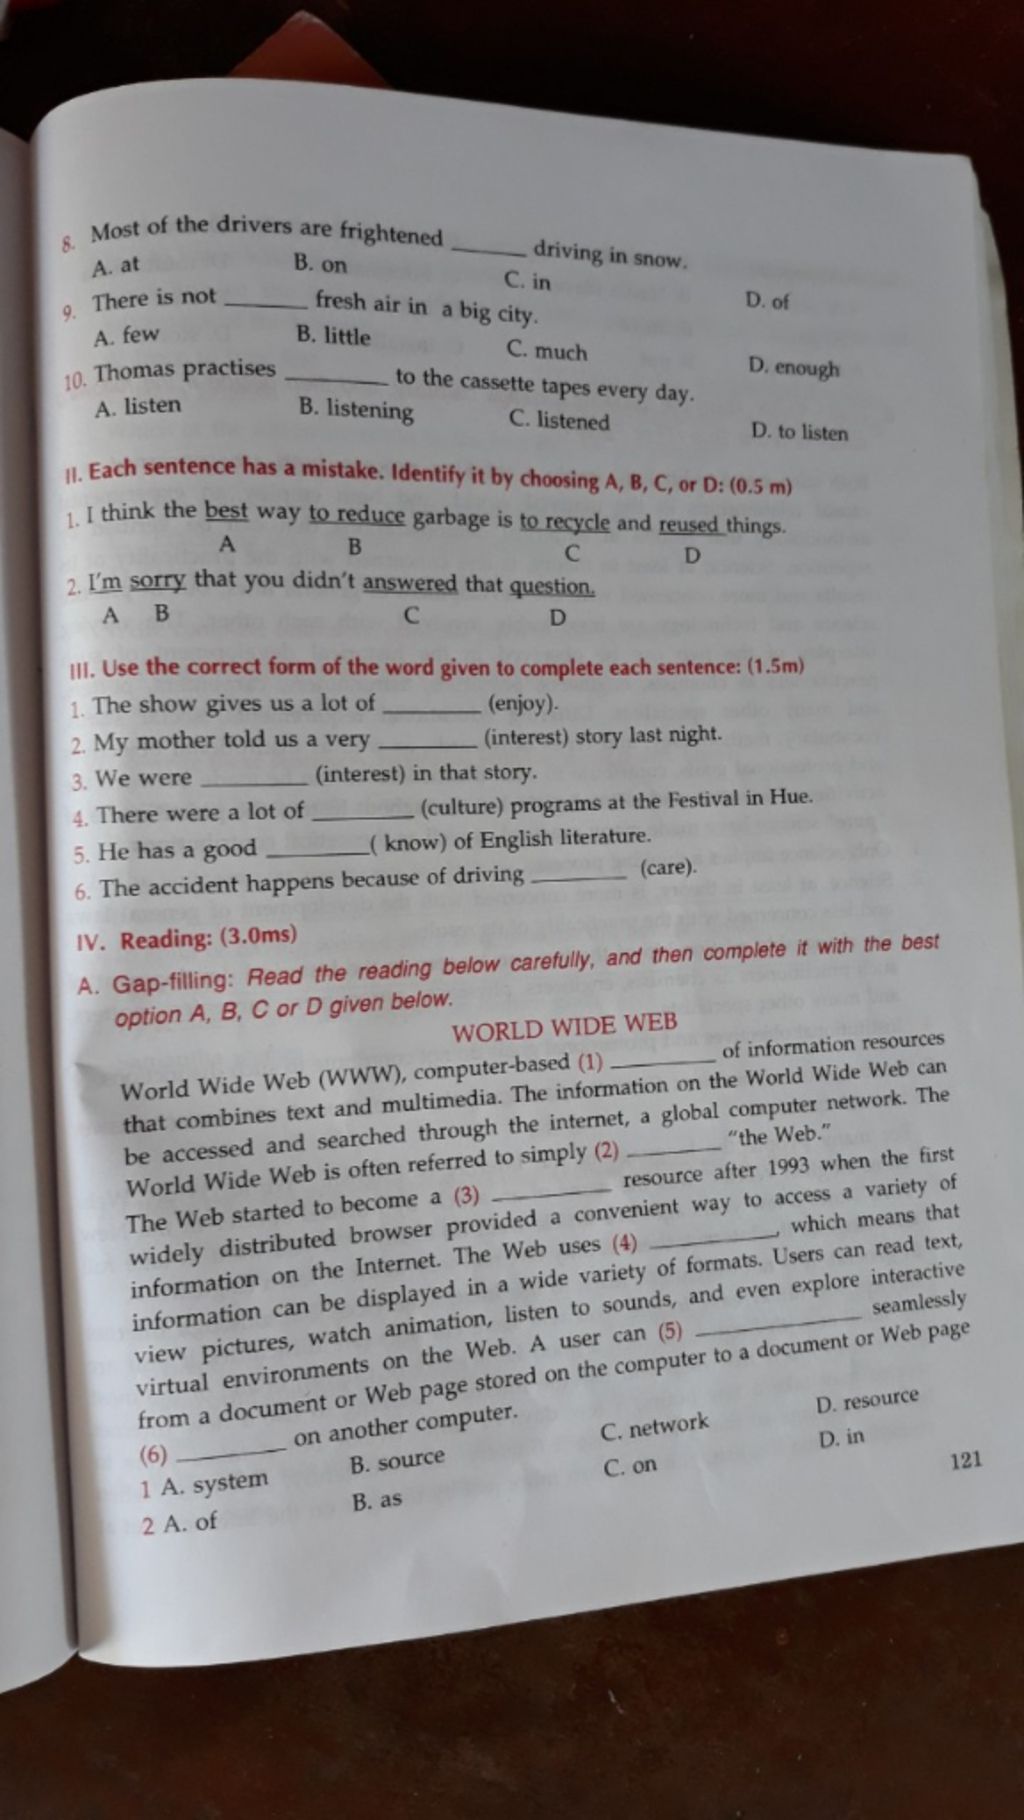 8. Most of the drivers are frightened ______ driving in snow.
A. at B. on C. in D. of
9. There is not ______ fresh air in a big city.
A. few B. little C. much D. enough
10. Thomas practises ______ to the cassette tapes every day.
A. listen B. listening C. listened D. to listen
II. Each sentence has a mistake. Identify it by choosing A, B, C, or D: (0.5 m)
1. I think the best way to reduce garbage is to recycle and reused things.
A B C D
2. I'm sorry that you didn't answered that question.
A B C D
III. Use the correct form of the word given to complete each sentence: (1.5m)
1. The show gives us a lot of ______ (enjoy).
2. My mother told us a very ______ (interest) story last night.
3. We were ______ (interest) in that story.
4. There were a lot of ______ (culture) programs at the Festival in Hue.
5. He has a good ______( know) of English literature.
6. The accident happens because of driving ______ (care).
IV. Reading: (3.0ms)
A. Gap-filling: Read the reading below carefully, and then complete it with the best
option A, B, C or D given below.
WORLD WIDE WEB
World Wide Web (WWW), computer-based (1) ______ of information resources
that combines text and multimedia. The information on the World Wide Web can
be accessed and searched through the internet, a global computer network. The
World Wide Web is often referred to simply (2) ______ "the Web."
The Web started to become a (3) ______ resource after 1993 when the first
widely distributed browser provided a convenient way to access a variety of
information on the Internet. The Web uses (4) ______, which means that
information can be displayed in a wide variety of formats. Users can read text,
view pictures, watch animation, listen to sounds, and even explore interactive
virtual environments on the Web. A user can (5) ______ seamlessly
from a document or Web page stored on the computer to a document or Web page
(6) ______ on another computer.
1 A. system B. source C. network D. resource
2 A. of B. as C. on D. in
121